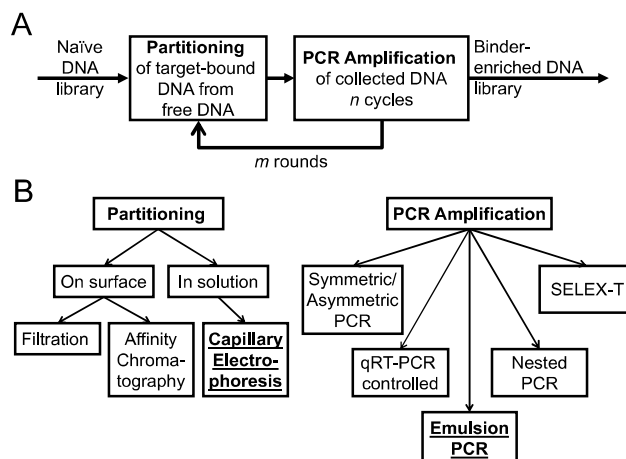 A
Naïve
DNA
library
Partitioning
of target-bound
DNA from
free DNA
PCR Amplification
of collected DNA
n cycles
Binder-
enriched DNA
library
m rounds
B
Partitioning
On surface
In solution
Filtration
Affinity
Chroma-
tography
Capillary
Electro-
phoresis
PCR Amplification
Symmetric/
Asymmetric
PCR
qRT-PCR
controlled
Emulsion
PCR
Nested
PCR
SELEX-T